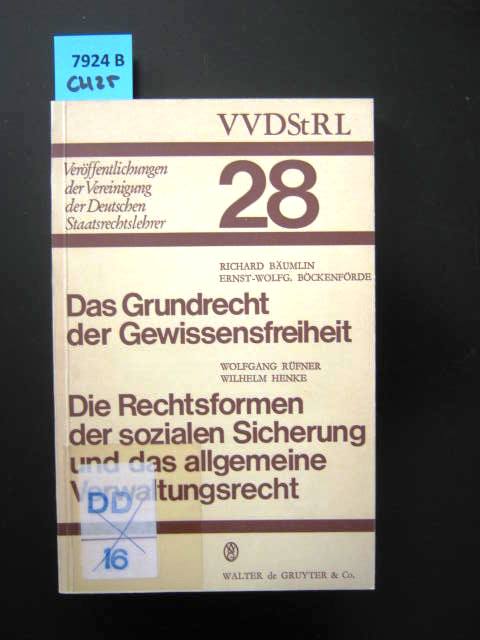 7924 B
CH25
VVDStRL
28
Veröffentlichungen
der Vereinigung
der Deutschen
Staatsrechtslehrer
RICHARD BÄUMLIN
ERNST-WOLFG. BÖCKENFÖRDE
Das Grundrecht
der Gewissensfreiheit
WOLFGANG RÜFNER
WILHELM HENKE
Die Rechtsformen
der sozialen Sicherung
und das allgemeine
Verwaltungsrecht
DD
16
WALTER de GRUYTER & Co.